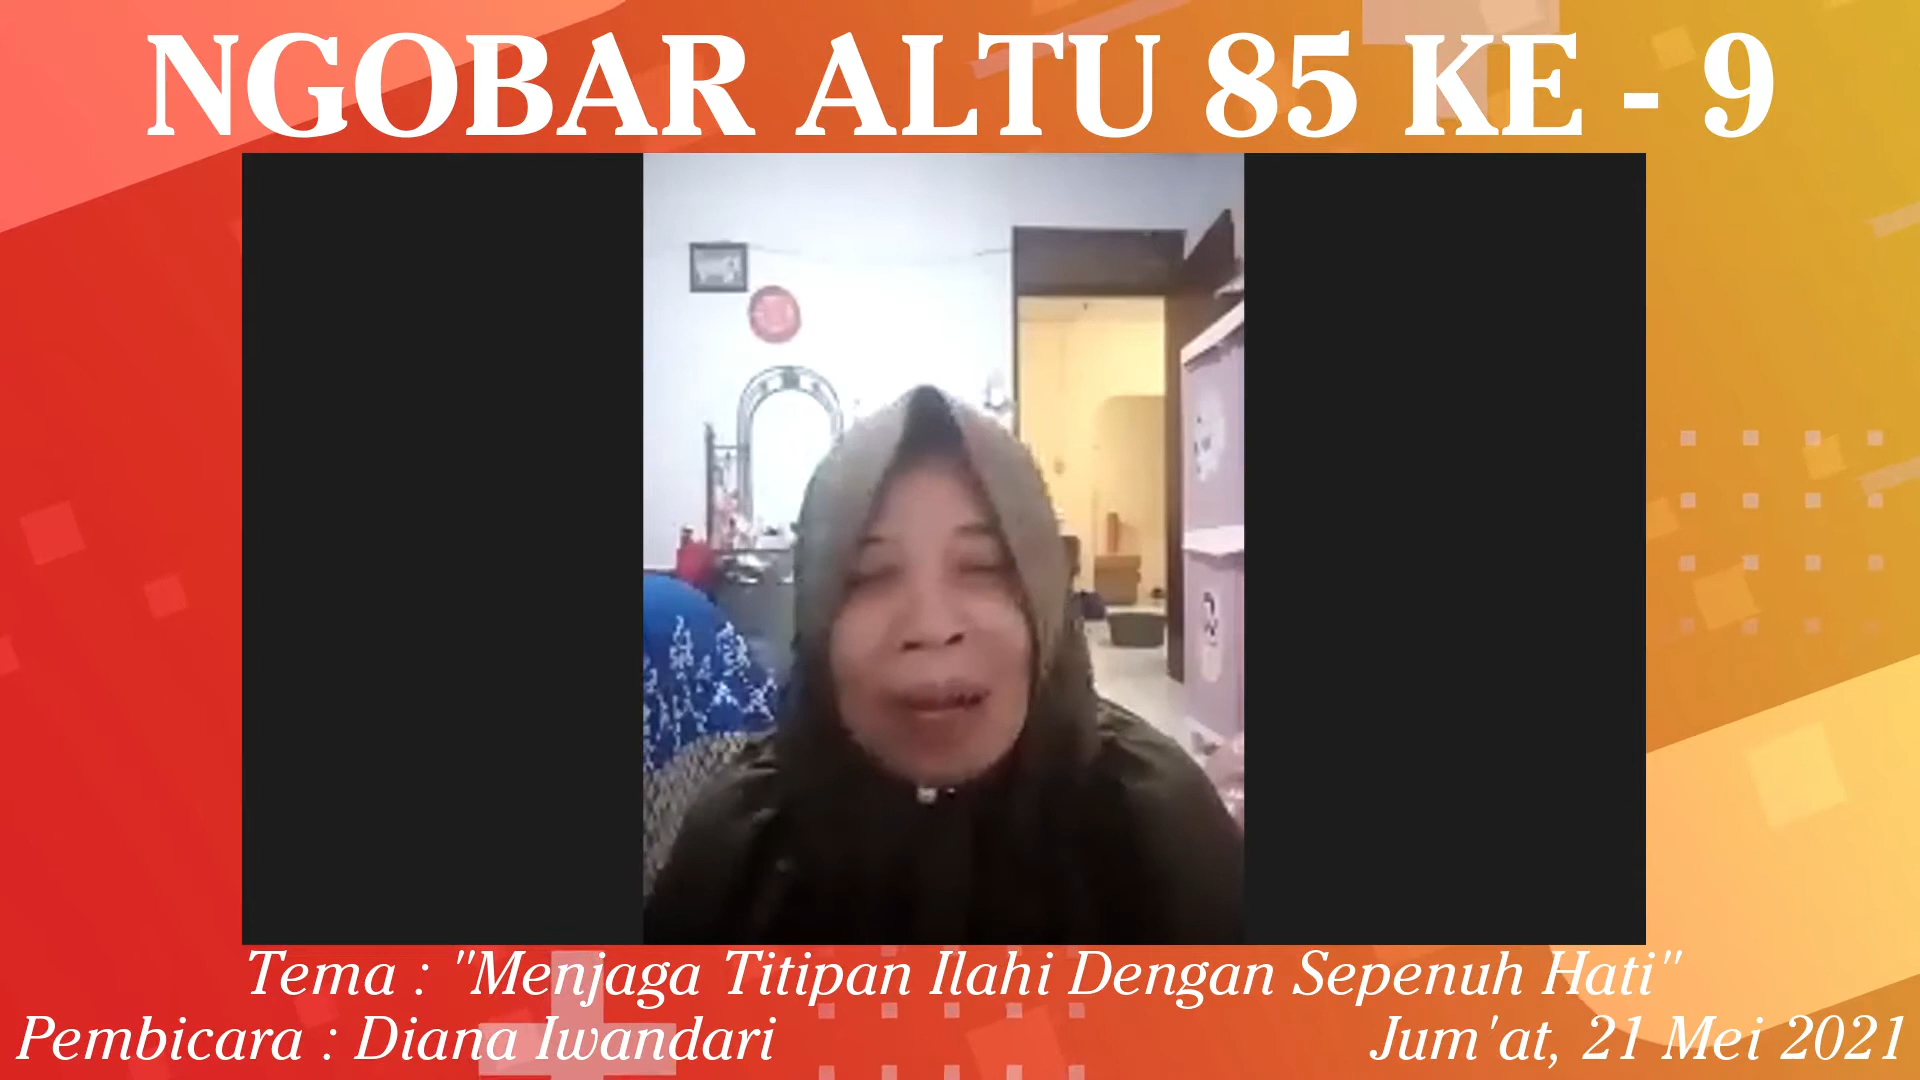 NGOBAR ALTU 85 KE - 9
Tema : "Menjaga Titipan Ilahi Dengan Sepenuh Hati"
Pembicara : Diana Iwandari
Jum'at, 21 Mei 2021